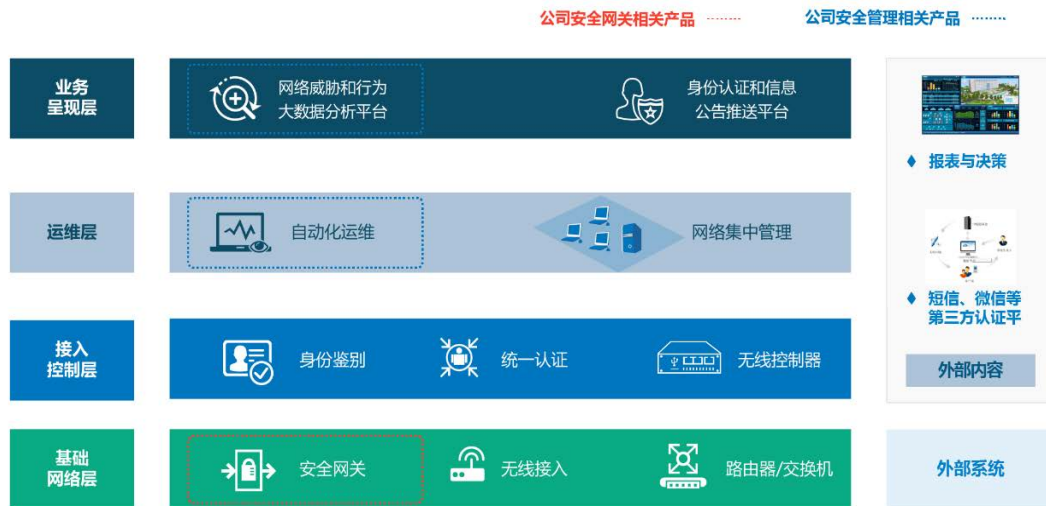 公司安全网关相关产品
公司安全管理相关产品
业务
呈现层
网络威胁和行为
大数据分析平台
身份认证和信息
公告推送平台
报表与决策
运维层
自动化运维
网络集中管理
短信、微信等
第三方认证平
接入
控制层
身份鉴别
统一认证
无线控制器
外部内容
基础
网络层
安全网关
无线接入
路由器/交换机
外部系统